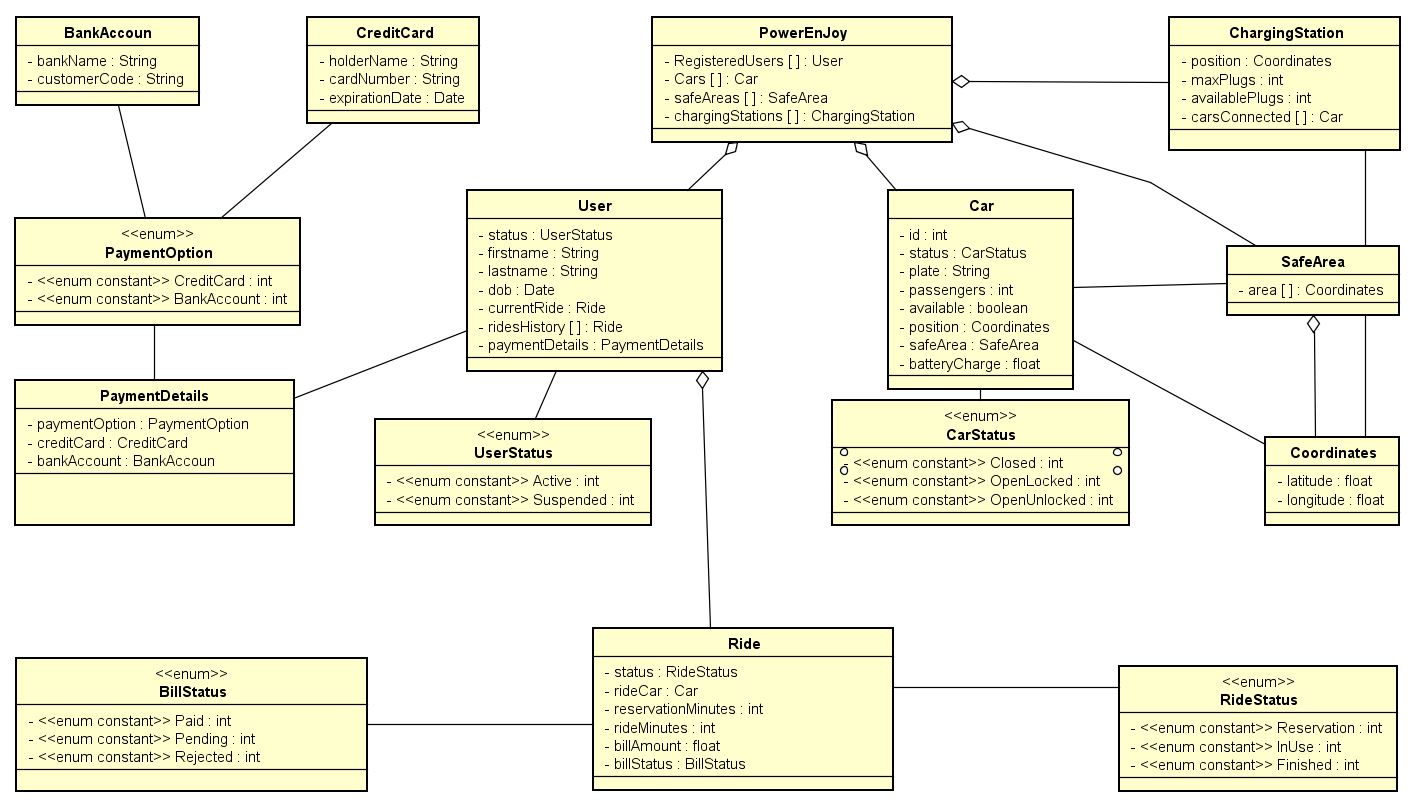 BankAccoun
- bankName : String
- customerCode : String
CreditCard
- holderName : String
- cardNumber : String
- expirationDate : Date
PowerEnJoy
- RegisteredUsers [ ] : User
- Cars [ ] : Car
- safeAreas [ ] : SafeArea
- chargingStations [ ] : ChargingStation
ChargingStation
- position : Coordinates
- maxPlugs : int
- availablePlugs : int
- carsConnected [ ] : Car
<<enum>>
PaymentOption
- <<enum constant>> CreditCard : int
- <<enum constant>> BankAccount : int
User
- status : UserStatus
- firstname : String
- lastname : String
- dob : Date
- currentRide : Ride
- ridesHistory [ ] : Ride
- paymentDetails : PaymentDetails
Car
- id : int
- status : CarStatus
- plate : String
- passengers : int
- available : boolean
- position : Coordinates
- safeArea : SafeArea
- batteryCharge : float
SafeArea
- area [ ] : Coordinates
PaymentDetails
- paymentOption : PaymentOption
- creditCard : CreditCard
- bankAccount : BankAccoun
<<enum>>
UserStatus
- <<enum constant>> Active : int
- <<enum constant>> Suspended : int
<<enum>>
CarStatus
- <<enum constant>> Closed : int
- <<enum constant>> OpenLocked : int
- <<enum constant>> OpenUnlocked : int
Coordinates
- latitude : float
- longitude : float
<<enum>>
BillStatus
- <<enum constant>> Paid : int
- <<enum constant>> Pending : int
- <<enum constant>> Rejected : int
Ride
- status : RideStatus
- rideCar : Car
- reservationMinutes : int
- rideMinutes : int
- billAmount : float
- billStatus : BillStatus
<<enum>>
RideStatus
- <<enum constant>> Reservation : int
- <<enum constant>> InUse : int
- <<enum constant>> Finished : int